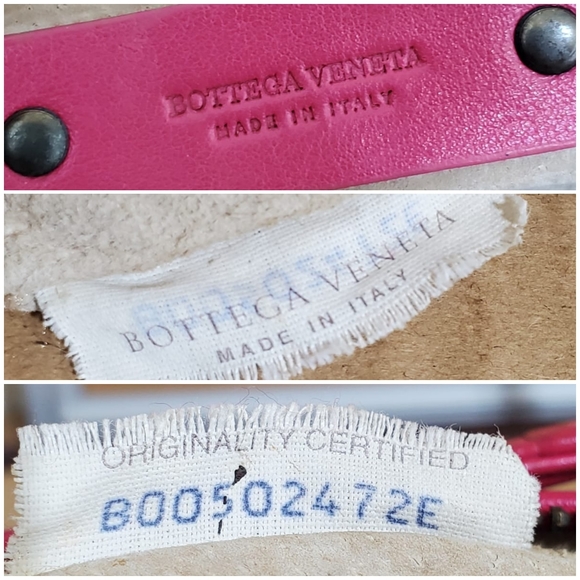 BOTTEGA VENETA
MADE IN ITALY
BOTTEGA VENETA
MADE IN ITALY
ORIGINALITY CERTIFIED
B00502472E